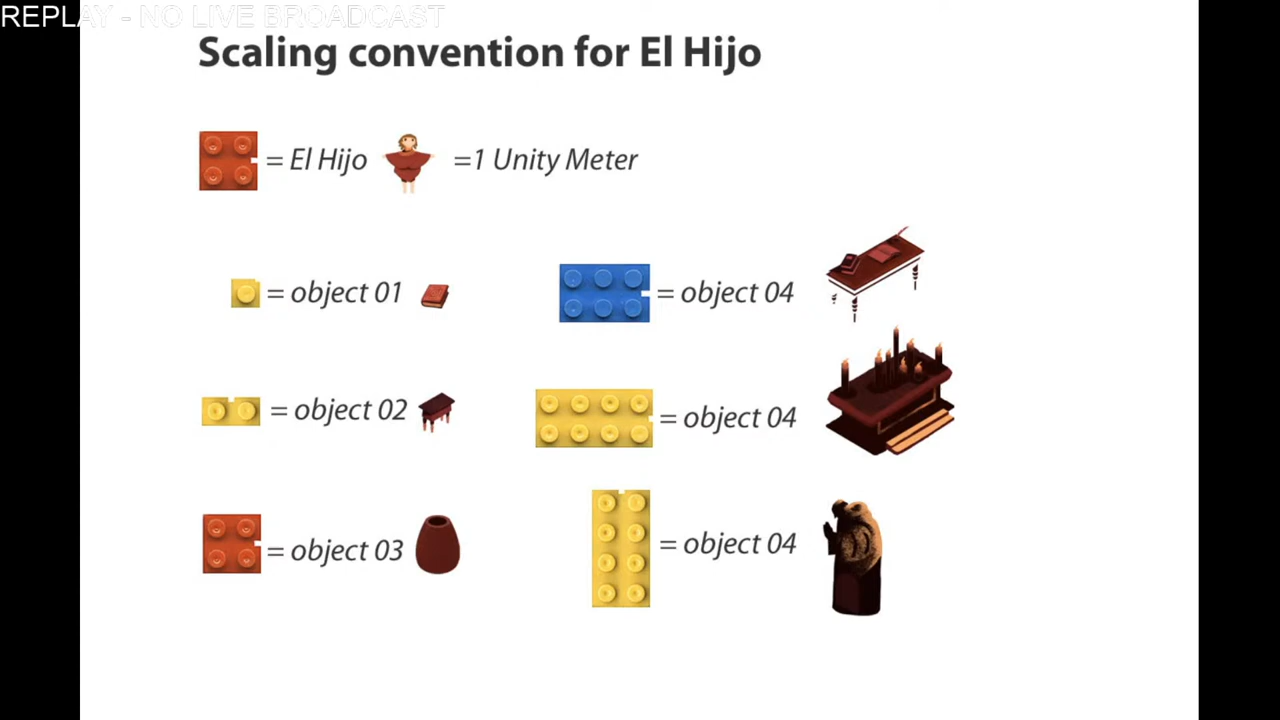 REPLAY - NO LIVE BROADCAST
Scaling convention for El Hijo
= El Hijo =1 Unity Meter
= object 01
= object 04
= object 02
= object 04
= object 03
= object 04